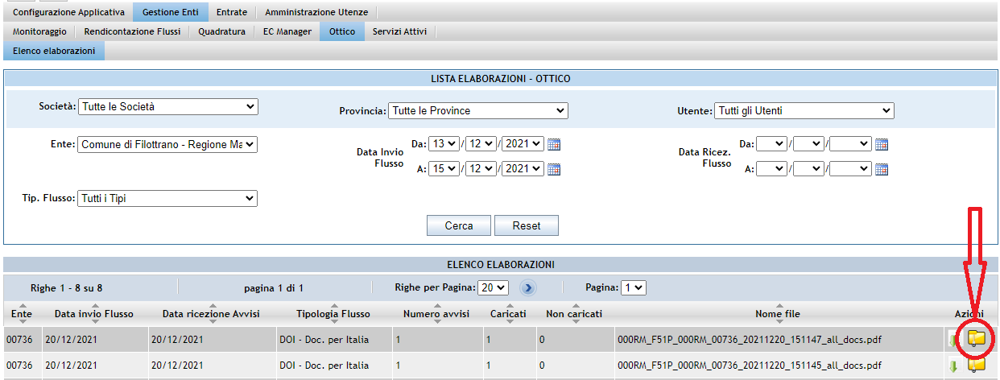 Configurazione Applicativa Gestione Enti Entrate Amministrazione Utenze
Monitoraggio Rendicontazione Flussi Quadratura EC Manager Ottico Servizi Attivi
Elenco elaborazioni
LISTA ELABORAZIONI - OTTICO
Società: Tutte le Società Provincia: Tutte le Province Utente: Tutti gli Utenti
Ente: Comune di Filottrano - Regione Ma Data Invio Flusso Da: 13 / 12 / 2021 Data Ricez. Flusso Da: / /
A: 15 / 12 / 2021 A: / /
Tip. Flusso: Tutti i Tipi
Cerca Reset
ELENCO ELABORAZIONI
Righe 1 - 8 su 8 pagina 1 di 1 Righe per Pagina: 20 Pagina: 1
Ente Data invio Flusso Data ricezione Avvisi Tipologia Flusso Numero avvisi Caricati Non caricati Nome file Azioni
00736 20/12/2021 20/12/2021 DOI - Doc. per Italia 1 1 0 000RM_F51P_000RM_00736_20211220_151147_all_docs.pdf
00736 20/12/2021 20/12/2021 DOI - Doc. per Italia 1 1 0 000RM_F51P_000RM_00736_20211220_151145_all_docs.pdf